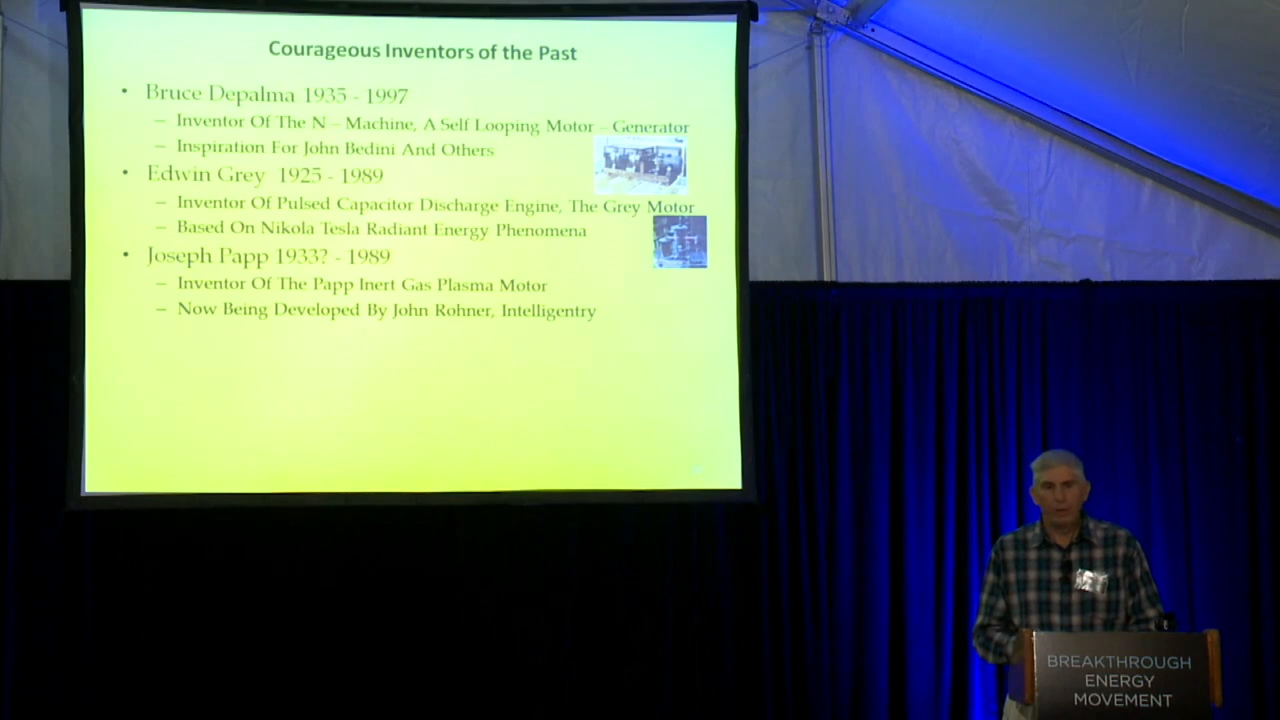 Courageous Inventors of the Past
• Bruce Depalma 1935 - 1997
– Inventor Of The N – Machine, A Self Looping Motor – Generator
– Inspiration For John Bedini And Others
• Edwin Grey 1925 - 1989
– Inventor Of Pulsed Capacitor Discharge Engine, The Grey Motor
– Based On Nikola Tesla Radiant Energy Phenomena
• Joseph Papp 1933? - 1989
– Inventor Of The Papp Inert Gas Plasma Motor
– Now Being Developed By John Rohner, Intelligentry
BREAKTHROUGH
ENERGY
MOVEMENT